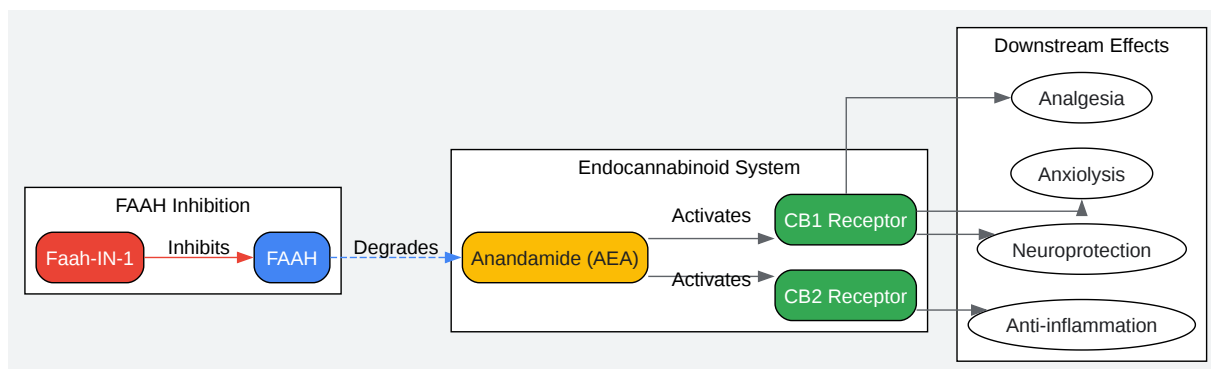 Downstream Effects
Analgesia
Endocannabinoid System
Anxiolysis
FAAH Inhibition
Activates
CB1 Receptor
Faah-IN-1
Inhibits
FAAH
Degrades
Anandamide (AEA)
Neuroprotection
Activates
CB2 Receptor
Anti-inflammation